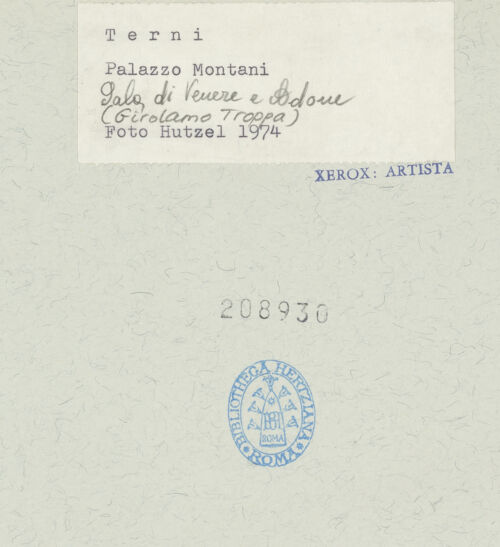 Terni
Palazzo Montani
Sala di Venere e Adone
(Girolamo Troppa)
Foto Hutzel 1974
XEROX: ARTISTA
208930
BIBLIOTHECA HERTZIANA
ROMA
ROMA